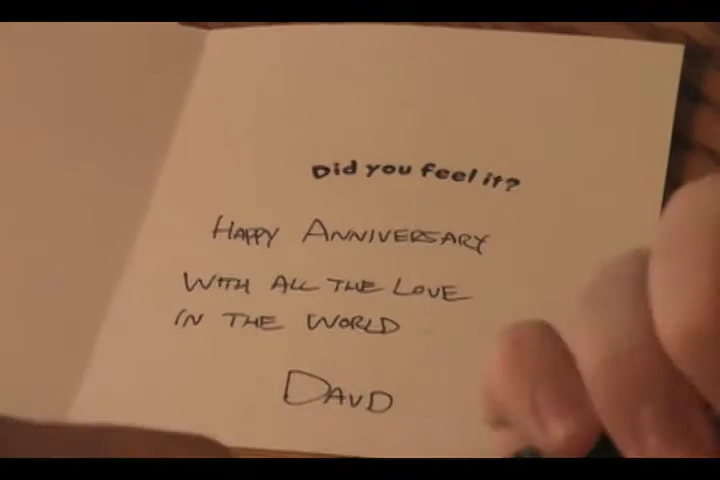 Did you feel it?
HAPPY ANNIVERSARY
WITH ALL THE LOVE
IN THE WORLD
DAVD